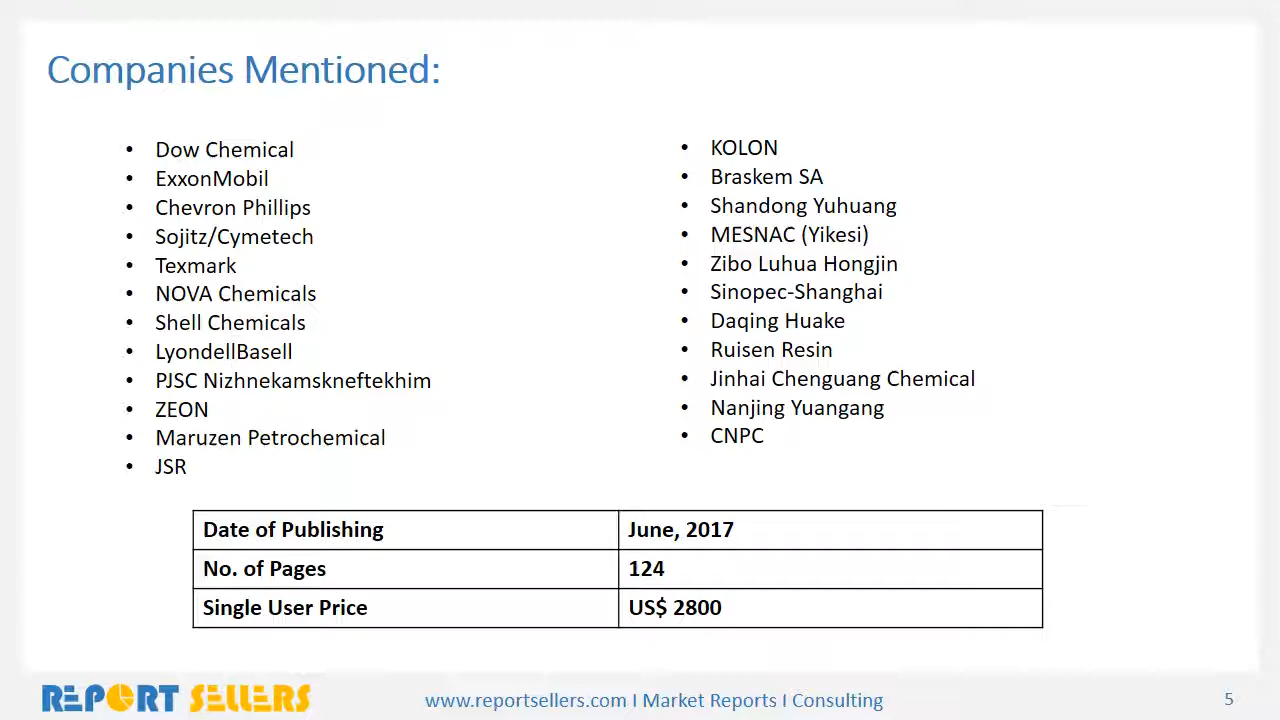 Companies Mentioned:
• Dow Chemical
• ExxonMobil
• Chevron Phillips
• Sojitz/Cymetech
• Texmark
• NOVA Chemicals
• Shell Chemicals
• LyondellBasell
• PJSC Nizhnekamskneftekhim
• ZEON
• Maruzen Petrochemical
• JSR
• KOLON
• Braskem SA
• Shandong Yuhuang
• MESNAC (Yikesi)
• Zibo Luhua Hongjin
• Sinopec-Shanghai
• Daqing Huake
• Ruisen Resin
• Jinhai Chenguang Chemical
• Nanjing Yuangang
• CNPC
Date of Publishing June, 2017
No. of Pages 124
Single User Price US$ 2800
REPORT SELLERS www.reportsellers.com I Market Reports I Consulting 5